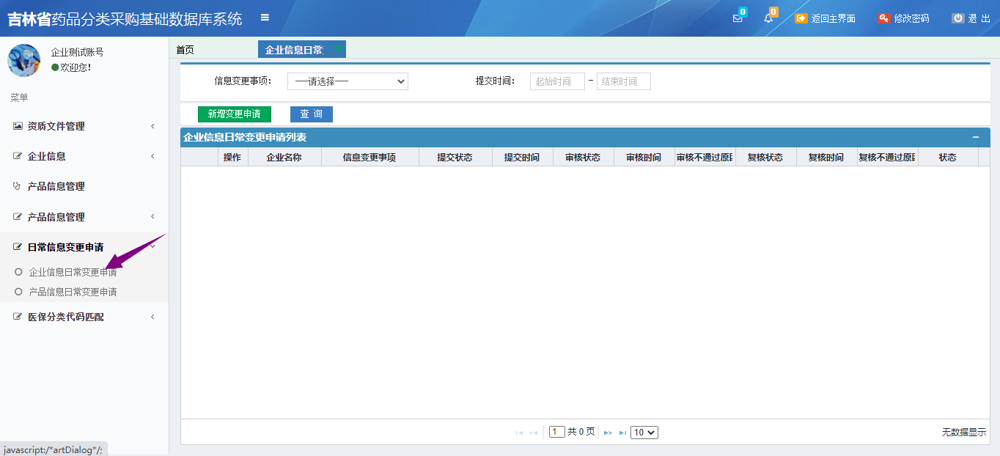 吉林省药品分类采购基础数据库系统
0
0
返回主界面
修改密码
退 出
企业测试账号
欢迎您!
菜单
资质文件管理
企业信息
产品信息管理
产品信息管理
日常信息变更申请
企业信息日常变更申请
产品信息日常变更申请
医保分类代码匹配
首页
企业信息日常
信息变更事项:
──请选择──
提交时间:
起始时间 - 结束时间
新增变更申请
查 询
企业信息日常变更申请列表
操作 企业名称 信息变更事项 提交状态 提交时间 审核状态 审核时间 审核不通过原 复核状态 复核时间 复核不通过原 状态
1 共 0 页
10
无数据显示
javascript:/*artDialog*/;